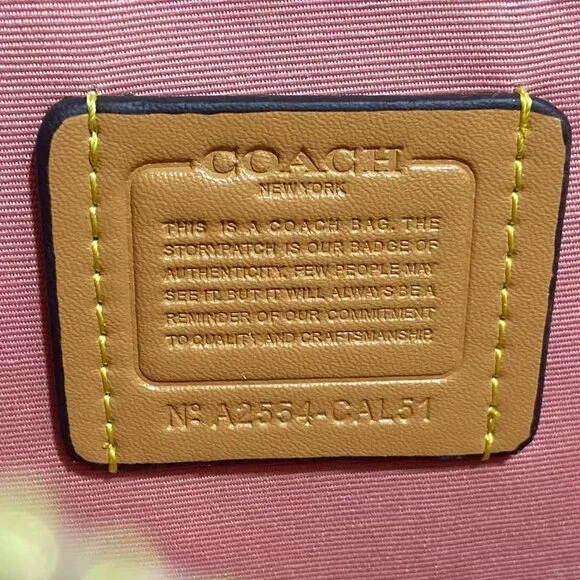 COACH
NEW YORK
THIS IS A COACH BAG. THE
STORYPATCH IS OUR BADGE OF
AUTHENTICITY. FEW PEOPLE MAY
SEE IT. BUT IT WILL ALWAYS BE A
REMINDER OF OUR COMMITMENT
TO QUALITY AND CRAFTSMANSHIP.
Nº A2554-CAL51